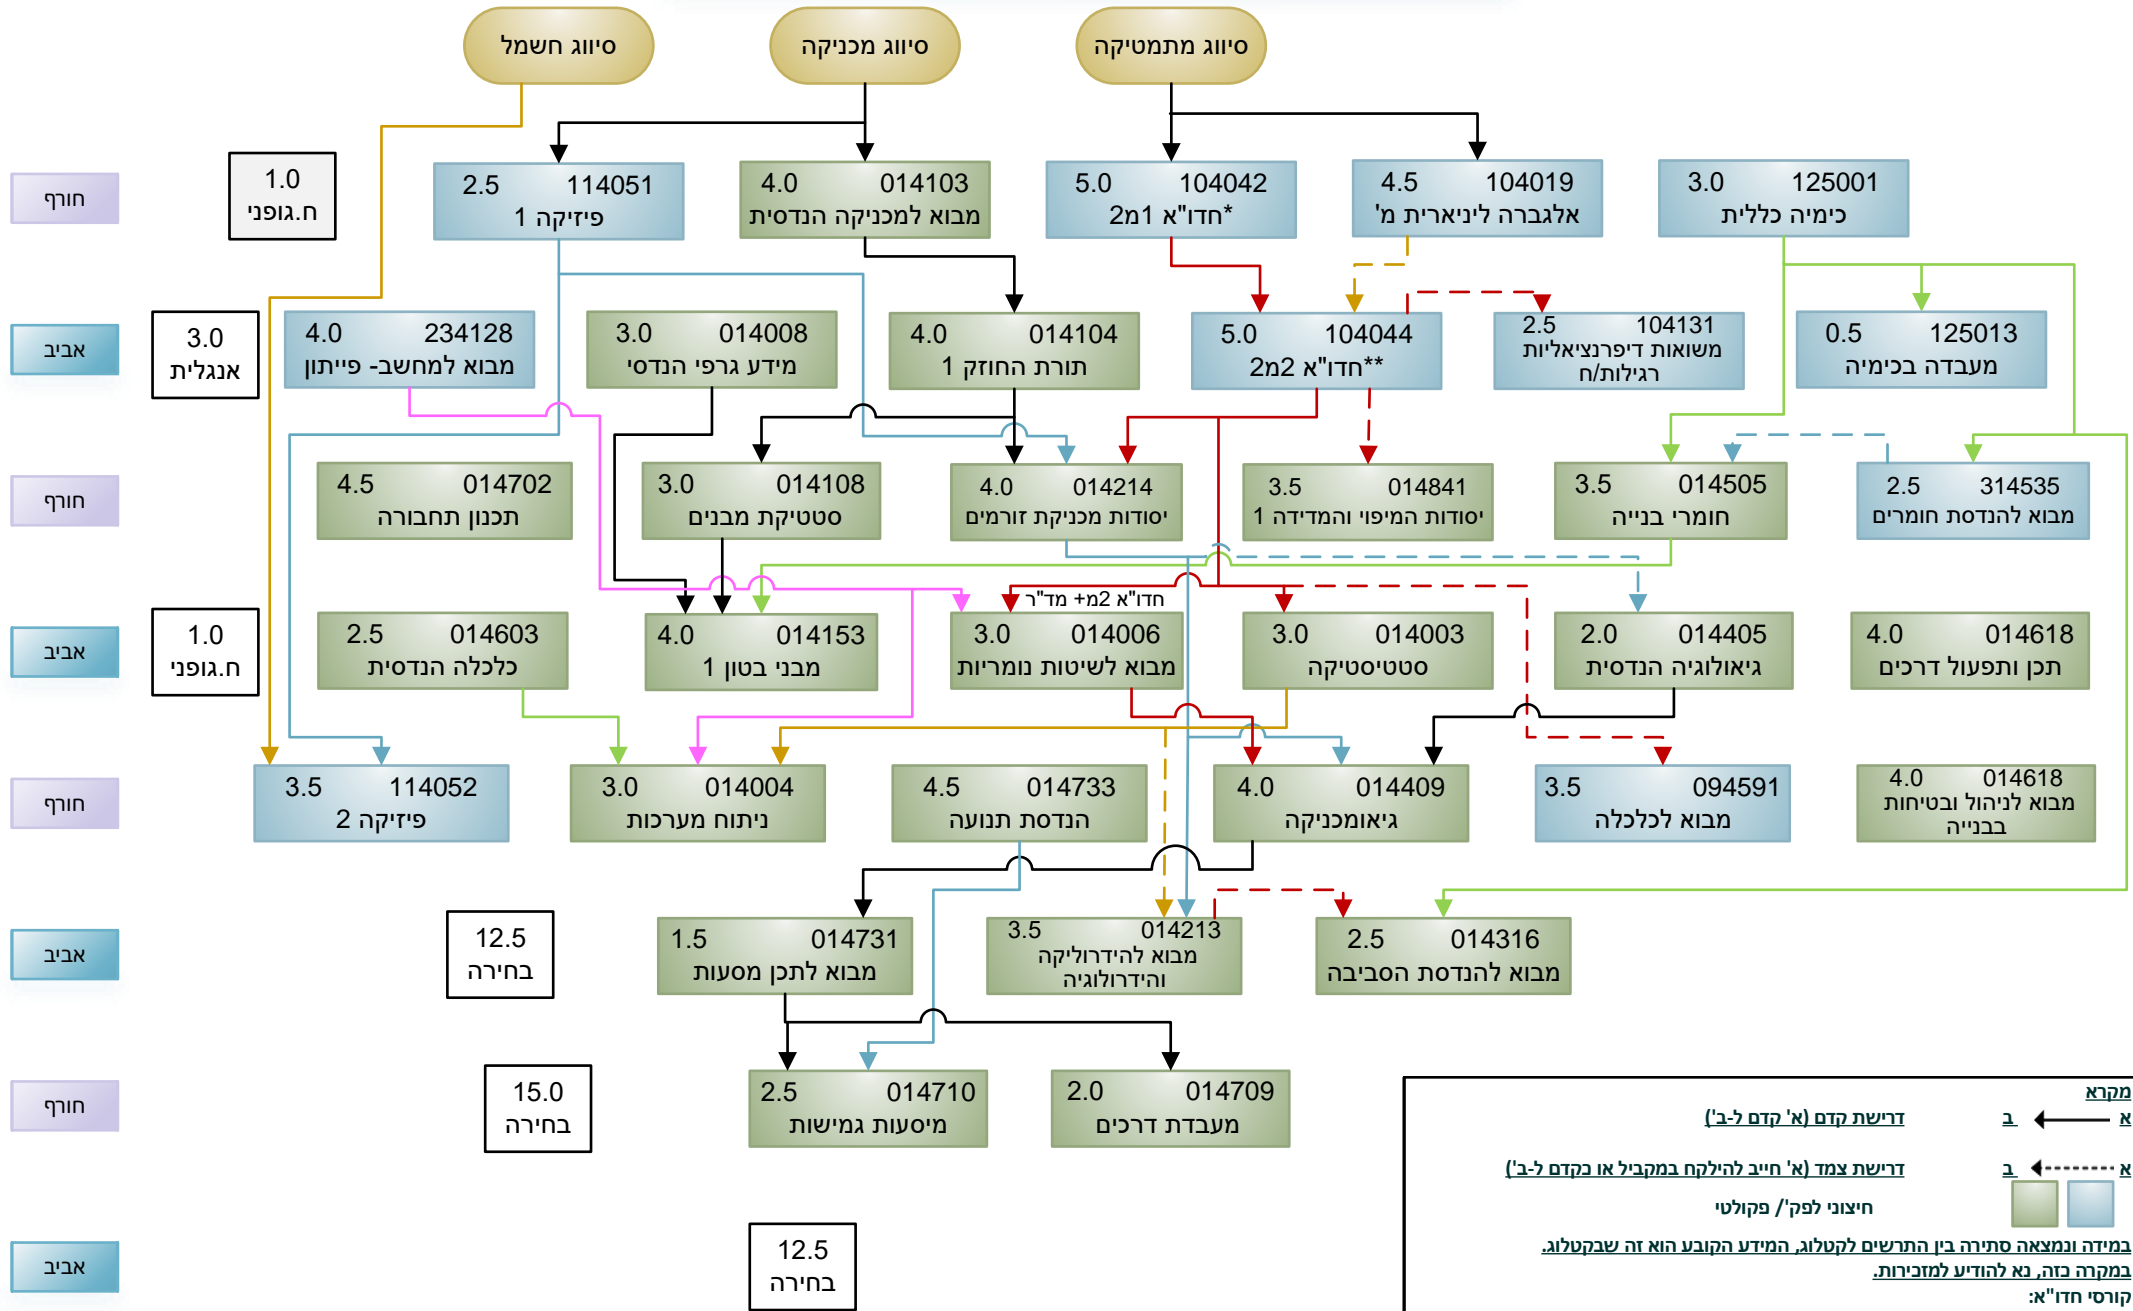 סיווג מתמטיקה
סיווג מכניקה
סיווג חשמל
חורף
125001 3.0
כימיה כללית
104019 4.5
אלגברה ליניארית מ'
104042 5.0
*חדו"א 1מ2
014103 4.0
מבוא למכניקה הנדסית
114051 2.5
פיזיקה 1
1.0
ח.גופני
אביב
125013 0.5
מעבדה בכימיה
104131 2.5
משואות דיפרנציאליות
רגילות/ח
104044 5.0
**חדו"א 2מ2
014104 4.0
תורת החוזק 1
014008 3.0
מידע גרפי הנדסי
234128 4.0
מבוא למחשב- פייתון
3.0
אנגלית
חורף
314535 2.5
מבוא להנדסת חומרים
014505 3.5
חומרי בנייה
014841 3.5
יסודות המיפוי והמדידה 1
014214 4.0
יסודות מכניקת זורמים
014108 3.0
סטטיקת מבנים
014702 4.5
תכנון תחבורה
חדו"א 2מ+ מד"ר
אביב
014618 4.0
תכן ותפעול דרכים
014405 2.0
גיאולוגיה הנדסית
014003 3.0
סטטיסטיקה
014006 3.0
מבוא לשיטות נומריות
014153 4.0
מבני בטון 1
014603 2.5
כלכלה הנדסית
1.0
ח.גופני
חורף
014618 4.0
מבוא לניהול ובטיחות
בבנייה
094591 3.5
מבוא לכלכלה
014409 4.0
גיאומכניקה
014733 4.5
הנדסת תנועה
014004 3.0
ניתוח מערכות
114052 3.5
פיזיקה 2
אביב
014316 2.5
מבוא להנדסת הסביבה
014213 3.5
מבוא להידרוליקה
והידרולוגיה
014731 1.5
מבוא לתכן מסעות
12.5
בחירה
חורף
014709 2.0
מעבדת דרכים
014710 2.5
מיסעות גמישות
15.0
בחירה
אביב
12.5
בחירה
מקרא
א ב דרישת קדם (א' קדם ל-ב')
א ב דרישת צמד (א' חייב להילקח במקביל או כקדם ל-ב')
חיצוני לפק'/ פקולטי
במידה ונמצאה סתירה בין התרשים לקטלוג, המידע הקובע הוא זה שבקטלוג.
במקרה כזה, נא להודיע למזכירות.
קורסי חדו"א: